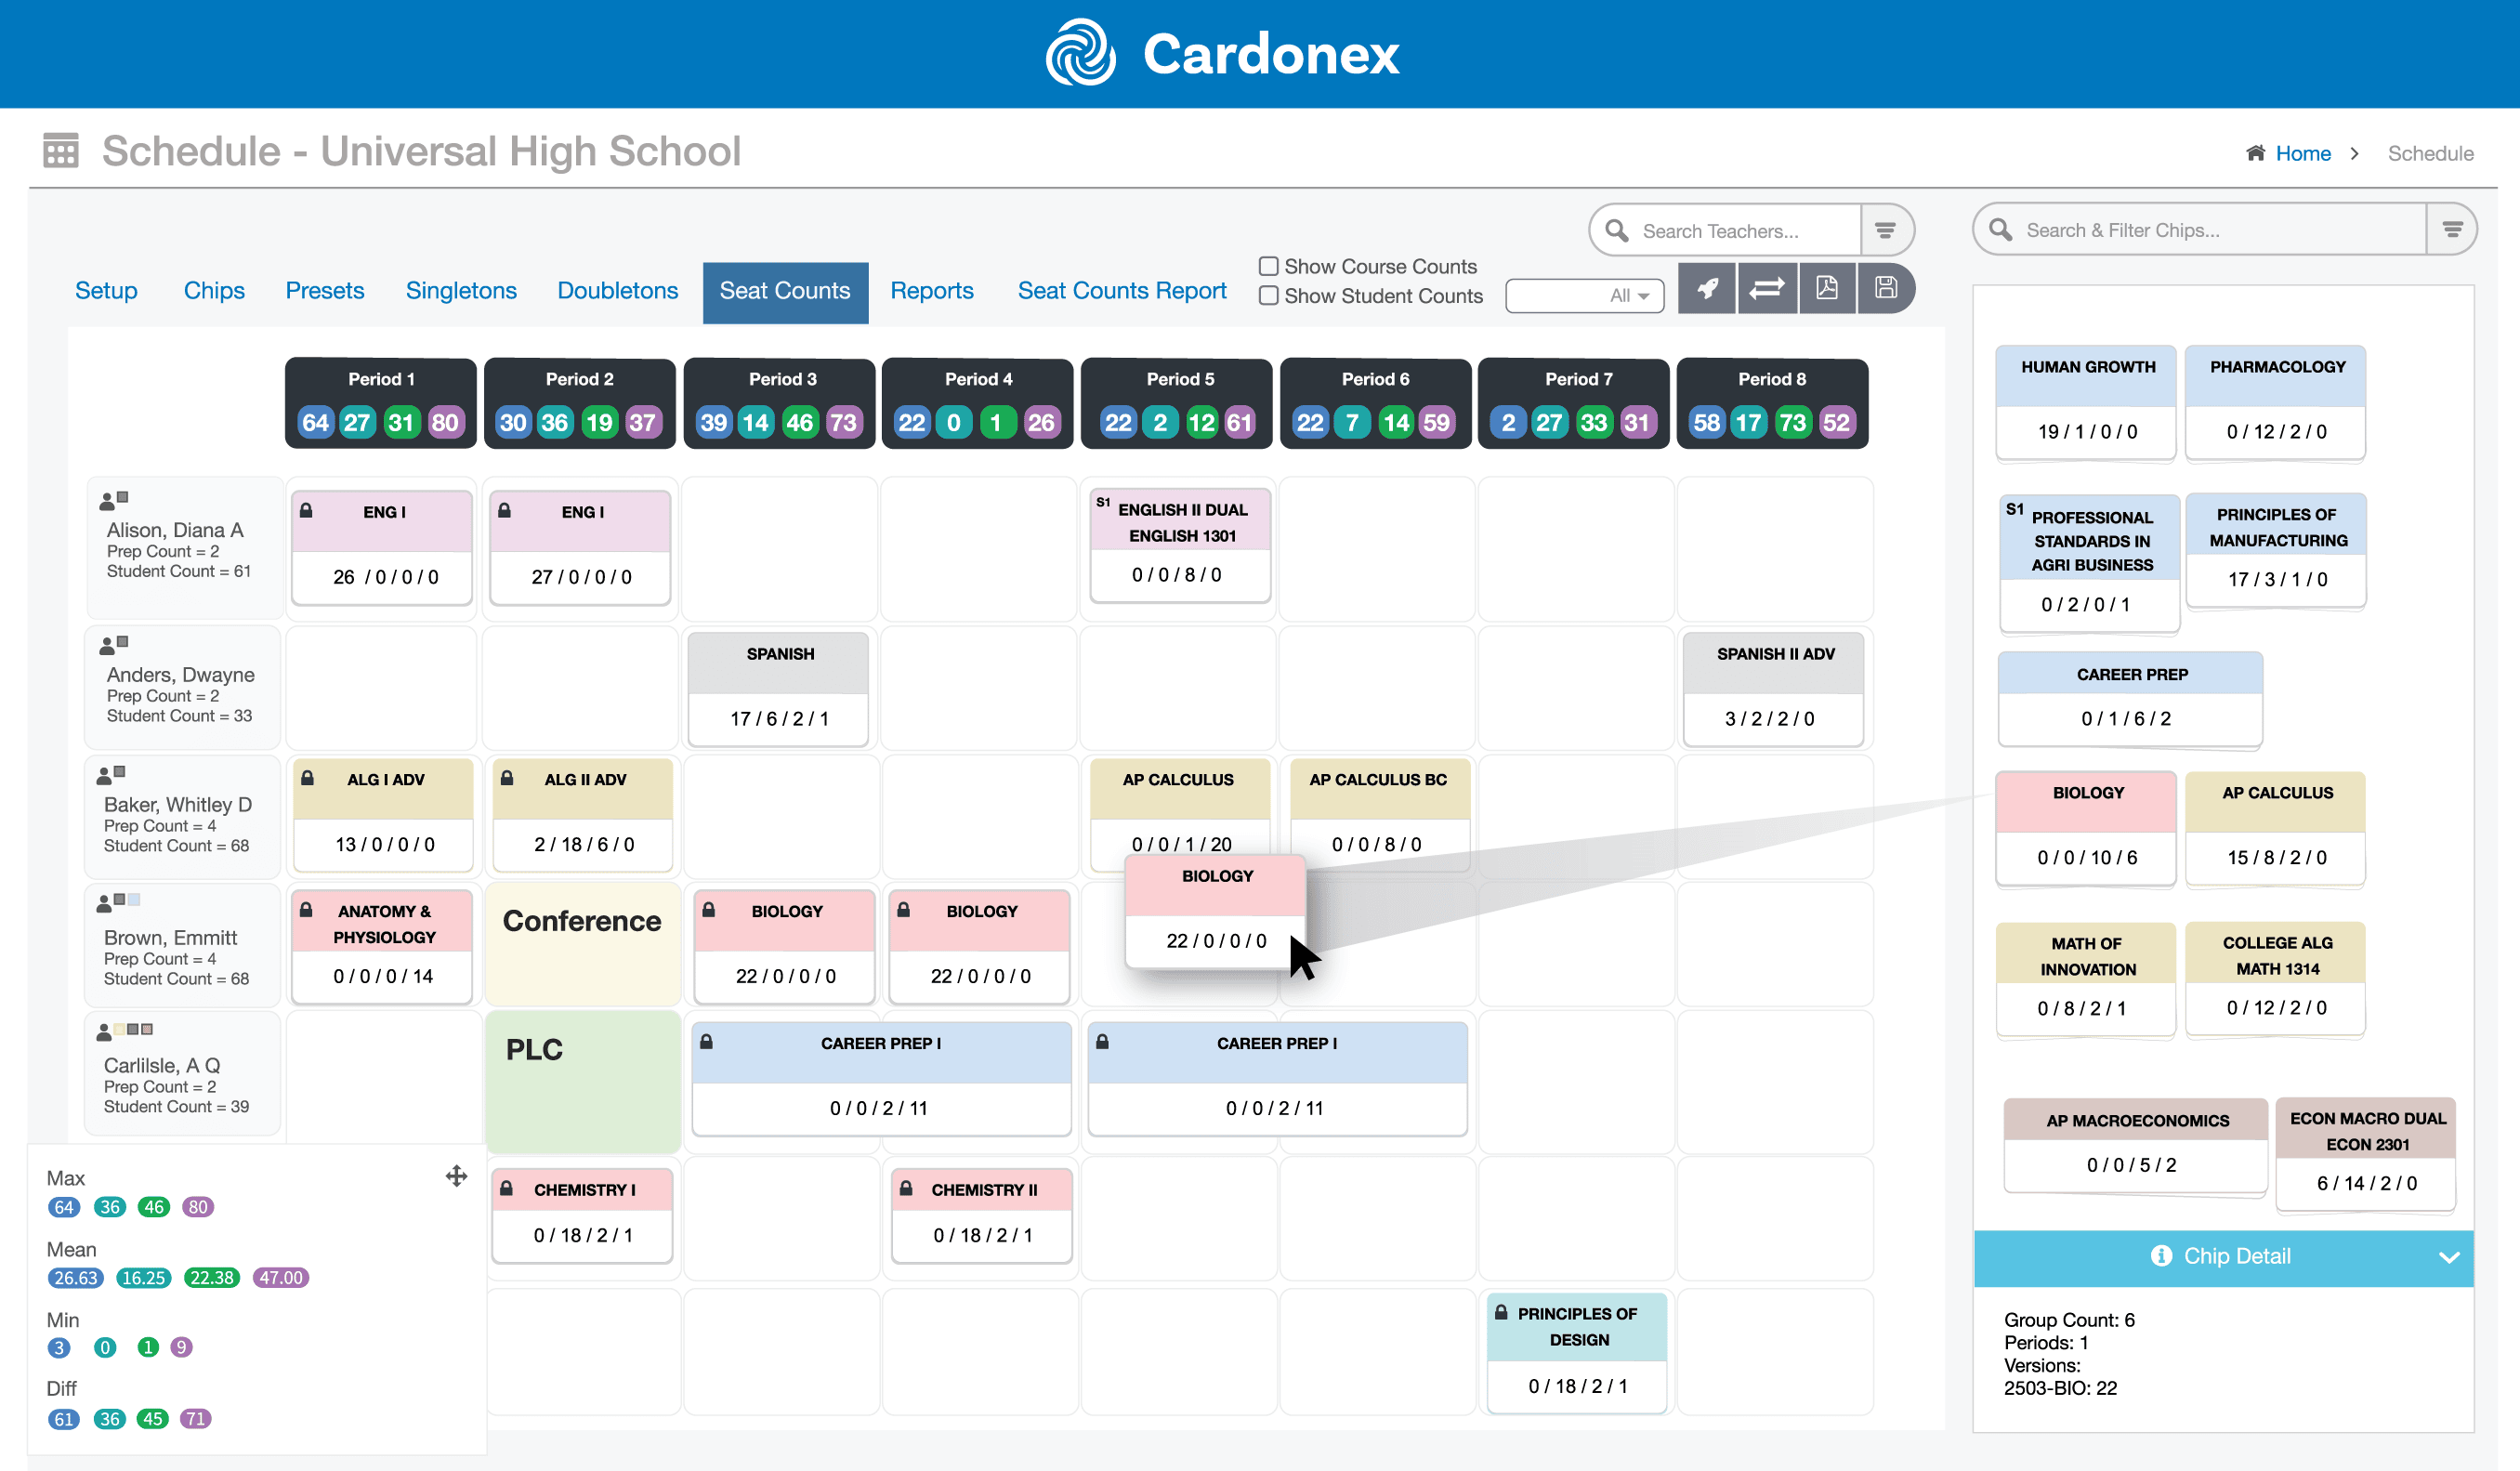 Cardonex
Schedule - Universal High School
Home
Schedule
Search Teachers...
Search & Filter Chips...
Setup
Chips
Presets
Singletons
Doubletons
Seat Counts
Reports
Seat Counts Report
Show Course Counts
Show Student Counts
All
Period 1
64 27 31 80
Period 2
30 36 19 37
Period 3
39 14 46 73
Period 4
22 0 1 26
Period 5
22 2 12 61
Period 6
22 7 14 59
Period 7
2 27 33 31
Period 8
58 17 73 52
Alison, Diana A
Prep Count = 2
Student Count = 61
ENG I
26 / 0 / 0 / 0
ENG I
27 / 0 / 0 / 0
S1
ENGLISH II DUAL
ENGLISH 1301
0 / 0 / 8 / 0
Anders, Dwayne
Prep Count = 2
Student Count = 33
SPANISH
17 / 6 / 2 / 1
SPANISH II ADV
3 / 2 / 2 / 0
Baker, Whitley D
Prep Count = 4
Student Count = 68
ALG I ADV
13 / 0 / 0 / 0
ALG II ADV
2 / 18 / 6 / 0
AP CALCULUS
0 / 0 / 1 / 20
AP CALCULUS BC
0 / 0 / 8 / 0
BIOLOGY
22 / 0 / 0 / 0
Brown, Emmitt
Prep Count = 4
Student Count = 68
ANATOMY &
PHYSIOLOGY
0 / 0 / 0 / 14
Conference
BIOLOGY
22 / 0 / 0 / 0
BIOLOGY
22 / 0 / 0 / 0
Carlilsle, A Q
Prep Count = 2
Student Count = 39
PLC
CAREER PREP I
0 / 0 / 2 / 11
CAREER PREP I
0 / 0 / 2 / 11
CHEMISTRY I
0 / 18 / 2 / 1
CHEMISTRY II
0 / 18 / 2 / 1
PRINCIPLES OF
DESIGN
0 / 18 / 2 / 1
Max
64 36 46 80
Mean
26.63 16.25 22.38 47.00
Min
3 0 1 9
Diff
61 36 45 71
HUMAN GROWTH
19 / 1 / 0 / 0
PHARMACOLOGY
0 / 12 / 2 / 0
S1
PROFESSIONAL
STANDARDS IN
AGRI BUSINESS
0 / 2 / 0 / 1
PRINCIPLES OF
MANUFACTURING
17 / 3 / 1 / 0
CAREER PREP
0 / 1 / 6 / 2
BIOLOGY
0 / 0 / 10 / 6
AP CALCULUS
15 / 8 / 2 / 0
MATH OF
INNOVATION
0 / 8 / 2 / 1
COLLEGE ALG
MATH 1314
0 / 12 / 2 / 0
AP MACROECONOMICS
0 / 0 / 5 / 2
ECON MACRO DUAL
ECON 2301
6 / 14 / 2 / 0
Chip Detail
Group Count: 6
Periods: 1
Versions:
2503-BIO: 22